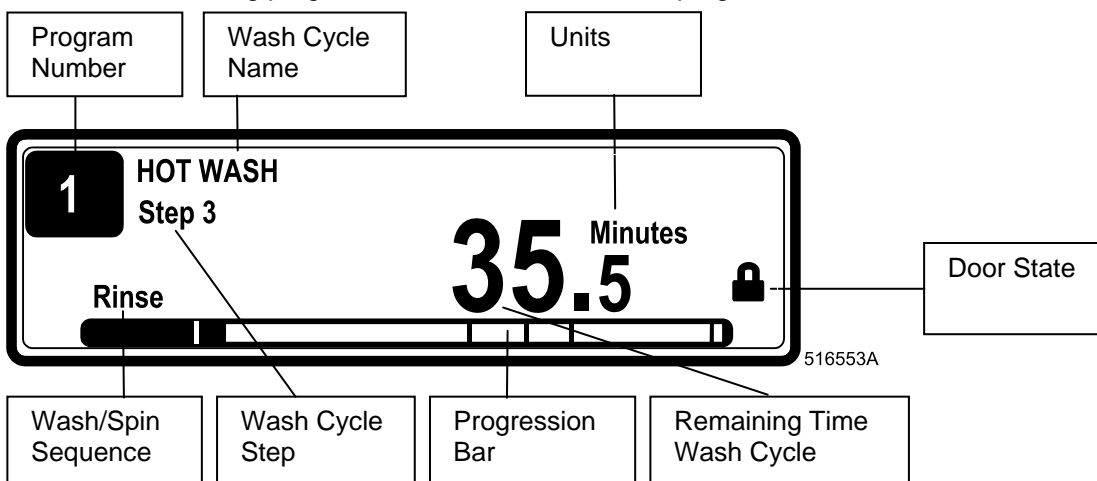 Program
Number
Wash Cycle
Name
Units
1
HOT WASH
Step 3
35.5
Minutes
Rinse
Door State
516553A
Wash/Spin
Sequence
Wash Cycle
Step
Progression
Bar
Remaining Time
Wash Cycle